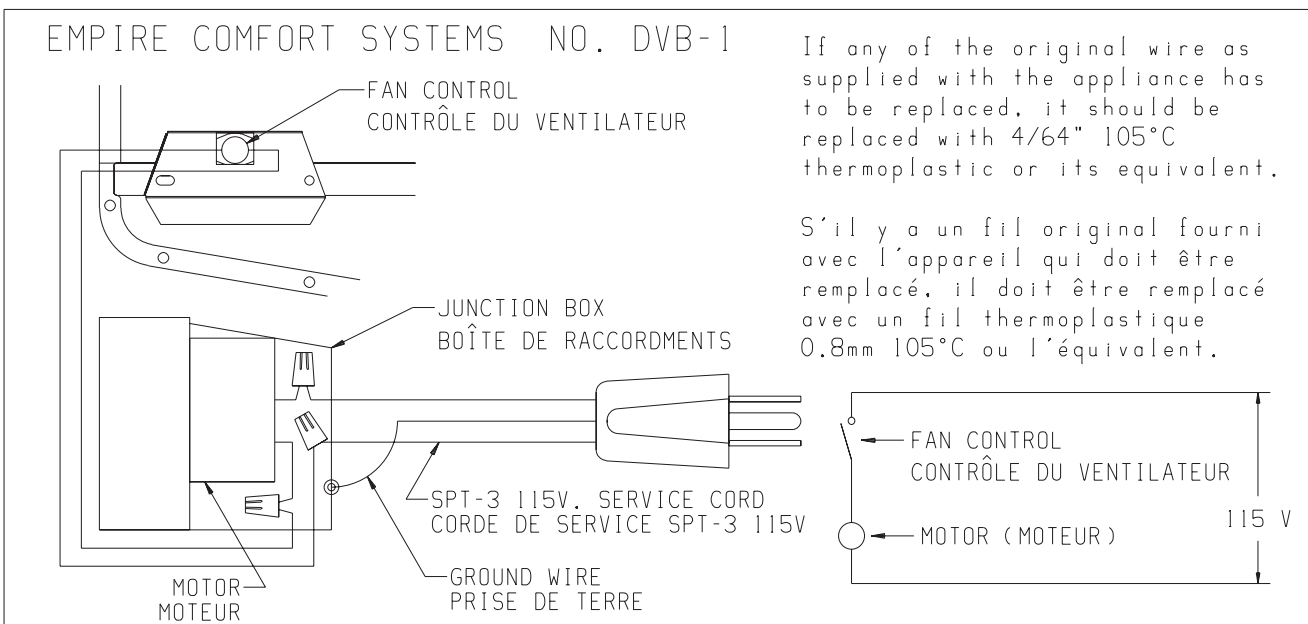 EMPIRE COMFORT SYSTEMS NO. DVB-1
FAN CONTROL
CONTRÔLE DU VENTILATEUR
If any of the original wire as
supplied with the appliance has
to be replaced, it should be
replaced with 4/64" 105°C
thermoplastic or its equivalent.
S'il y a un fil original fourni
avec l'appareil qui doit être
remplacé, il doit être remplacé
avec un fil thermoplastique
0.8mm 105°C ou l'équivalent.
JUNCTION BOX
BOÎTE DE RACCORDMENTS
SPT-3 115V. SERVICE CORD
CORDE DE SERVICE SPT-3 115V
GROUND WIRE
PRISE DE TERRE
MOTOR
MOTEUR
FAN CONTROL
CONTRÔLE DU VENTILATEUR
MOTOR (MOTEUR)
115 V